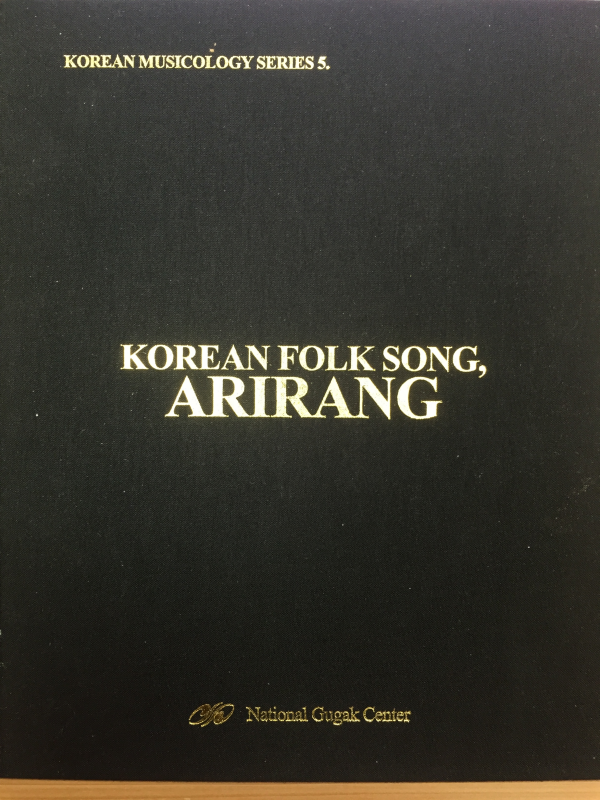 KOREAN MUSICOLOGY SERIES 5.
KOREAN FOLK SONG,
ARIRANG
National Gugak Center